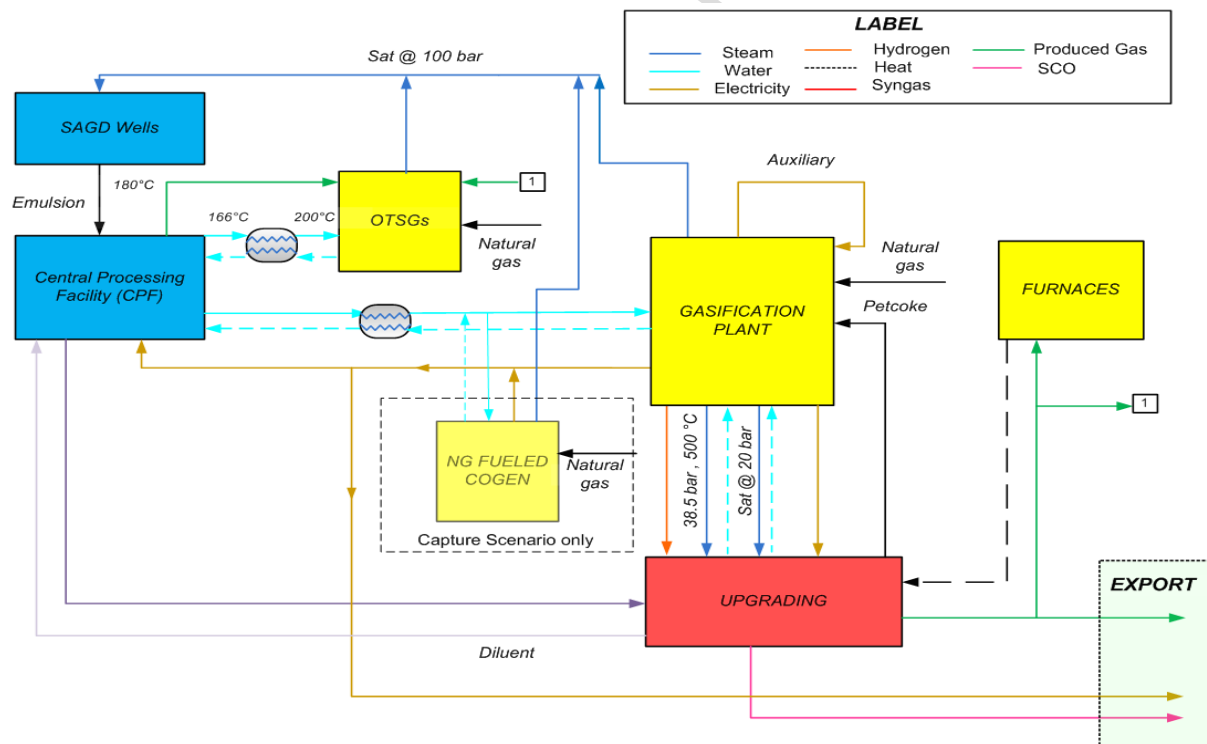 LABEL
Steam
Hydrogen
Produced Gas
Water
Heat
SCO
Electricity
Syngas
Sat @ 100 bar
SAGD Wells
Auxiliary
180°C
1
Emulsion
166°C
200°C
OTSGs
Natural
gas
Natural
gas
Central Processing
Facility (CPF)
FURNACES
GASIFICATION
PLANT
Petcoke
1
NG FUELED
COGEN
Natural
gas
38.5 bar , 500 °C
Sat @ 20 bar
Capture Scenario only
UPGRADING
EXPORT
Diluent